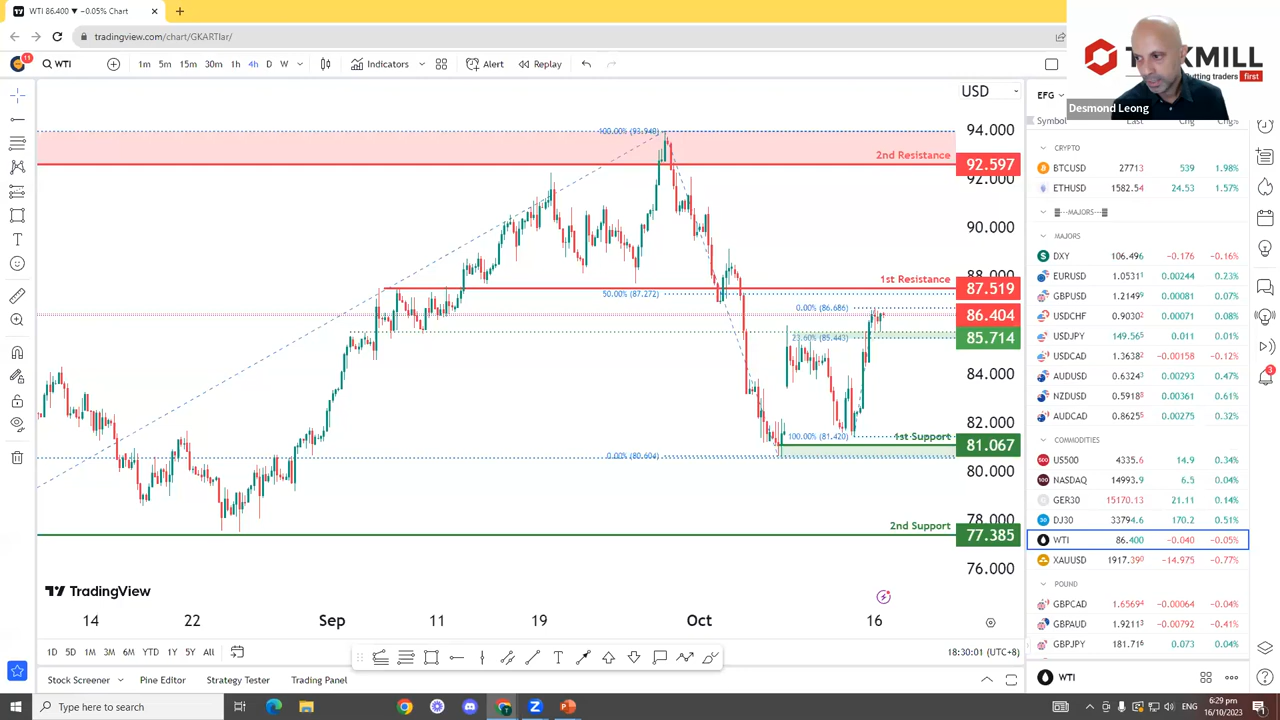 WTI 86.400 ▼ −0.05% Chart
tradingview.com/chart/GKARTIar/
11
WTI
1m 5m 15m 30m 1h 4h D W
Indicators
Alert
Replay
MILL
Putting traders first
Desmond Leong
USD
EFG
Symbol Last Chg Chg%
CRYPTO
BTCUSD 27713 539 1.98%
ETHUSD 1582.54 24.53 1.57%
MAJORS
MAJORS
DXY 106.496 −0.176 −0.16%
EURUSD 1.05311 0.00244 0.23%
GBPUSD 1.21499 0.00081 0.07%
USDCHF 0.90302 0.00071 0.08%
USDJPY 149.565 0.011 0.01%
USDCAD 1.36382 −0.00158 −0.12%
AUDUSD 0.63243 0.00293 0.47%
NZDUSD 0.59188 0.00361 0.61%
AUDCAD 0.86255 0.00275 0.32%
COMMODITIES
US500 4335.6 14.9 0.34%
NASDAQ 14993.9 6.5 0.04%
GER30 15170.13 21.11 0.14%
DJ30 33794.6 170.2 0.51%
WTI 86.400 −0.040 −0.05%
XAUUSD 1917.390 −14.975 −0.77%
POUND
GBPCAD 1.65694 −0.00064 −0.04%
GBPAUD 1.92113 −0.00792 −0.41%
GBPJPY 181.716 0.073 0.04%
WTI
3
100.00% (93.940)
94.000
2nd Resistance
92.597
92.000
90.000
88.000
1st Resistance
87.519
50.00% (87.272)
0.00% (86.686)
86.404
85.714
23.60% (85.443)
84.000
82.000
100.00% (81.420)
1st Support
81.067
0.00% (80.604)
80.000
78.000
2nd Support
77.385
76.000
TradingView
14 22 Sep 11 19 Oct 16
1D 5D 1M 3M 6M YTD 1Y 5Y All
18:30:01 (UTC+8)
Stock Screener
Pine Editor
Strategy Tester
Trading Panel
Type here to search
ENG
6:29 pm
16/10/2023